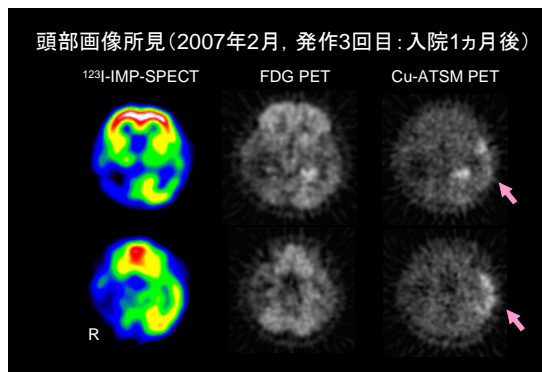 頭部画像所見(2007年2月，発作3回目：入院1ヵ月後)
¹²³I-IMP-SPECT FDG PET Cu-ATSM PET
R